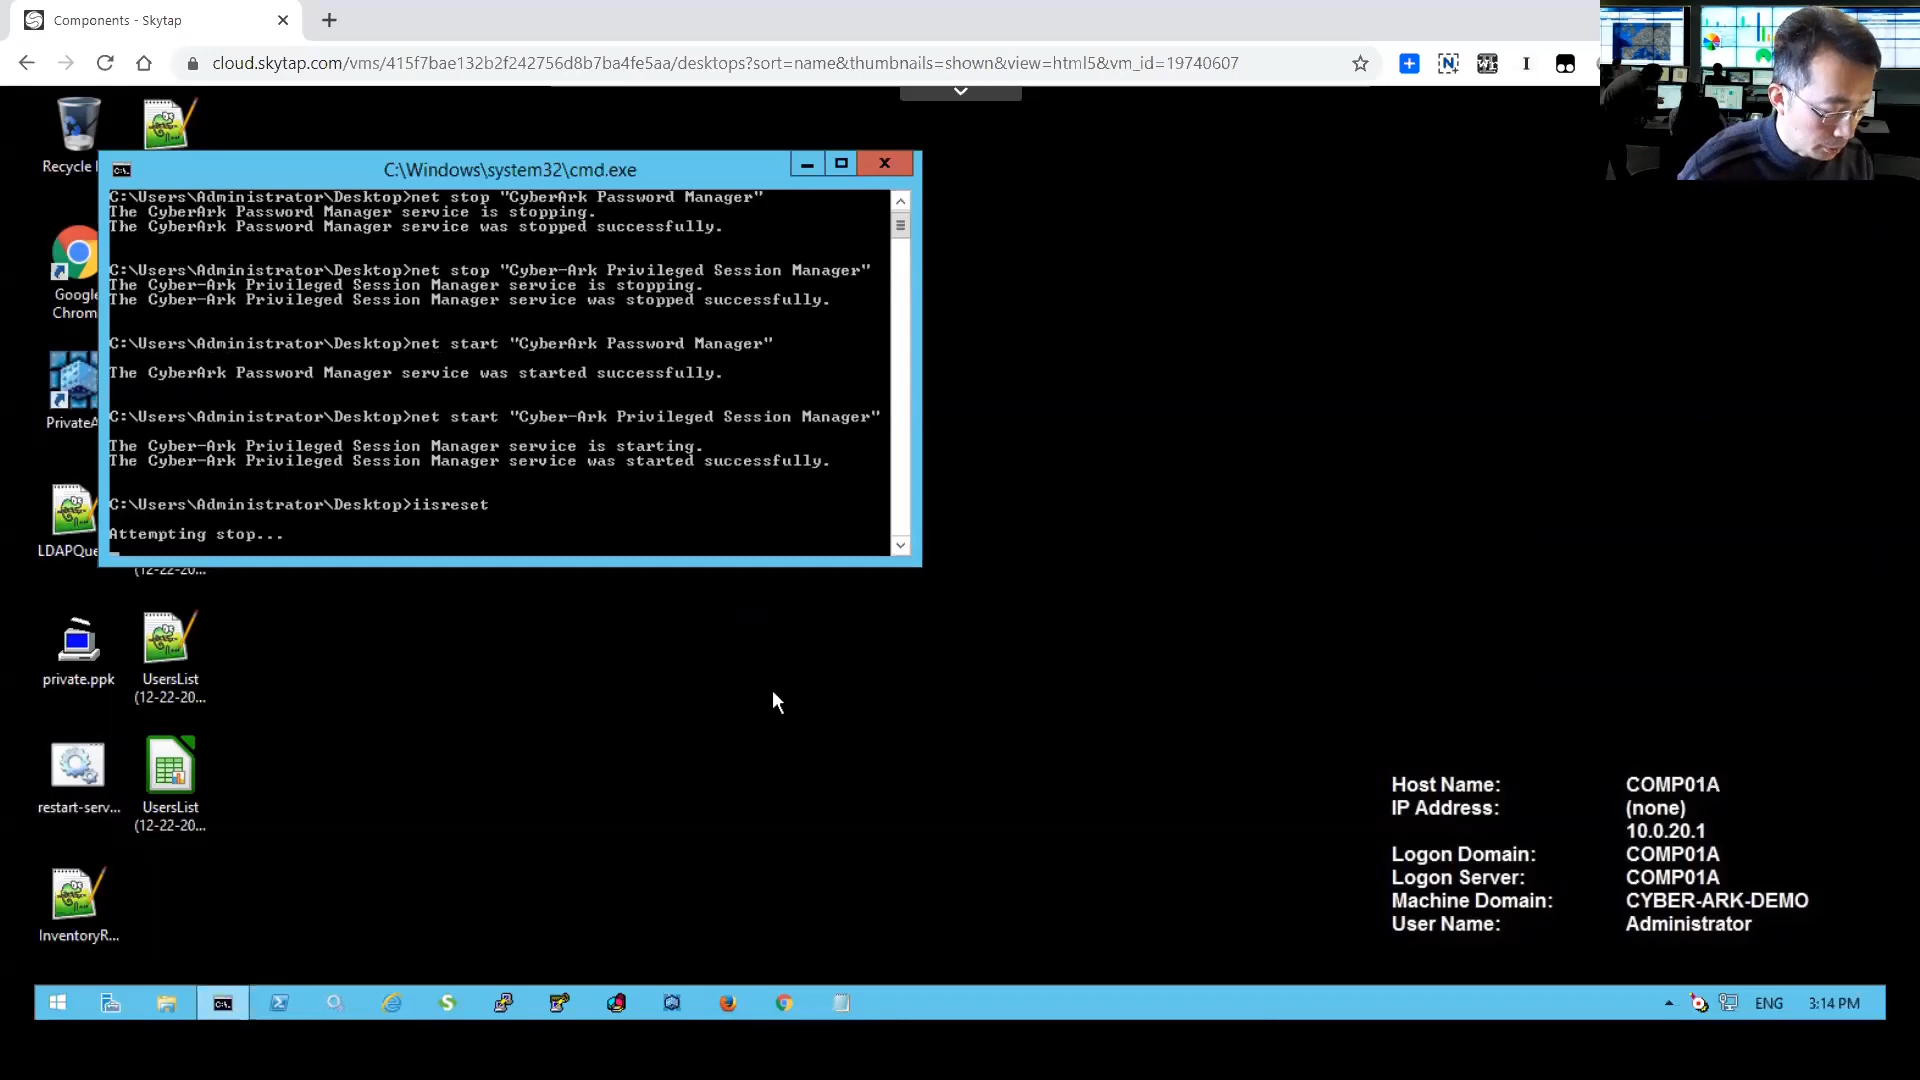 Components - Skytap
cloud.skytap.com/vms/415f7bae132b2f242756d8b7ba4fe5aa/desktops?sort=name&thumbnails=shown&view=html5&vm_id=19740607
C:\Windows\system32\cmd.exe
C:\Users\Administrator\Desktop>net stop "CyberArk Password Manager"
The CyberArk Password Manager service is stopping.
The CyberArk Password Manager service was stopped successfully.
C:\Users\Administrator\Desktop>net stop "Cyber-Ark Privileged Session Manager"
The Cyber-Ark Privileged Session Manager service is stopping.
The Cyber-Ark Privileged Session Manager service was stopped successfully.
C:\Users\Administrator\Desktop>net start "CyberArk Password Manager"
The CyberArk Password Manager service was started successfully.
C:\Users\Administrator\Desktop>net start "Cyber-Ark Privileged Session Manager"
The Cyber-Ark Privileged Session Manager service is starting.
The Cyber-Ark Privileged Session Manager service was started successfully.
C:\Users\Administrator\Desktop>iisreset
Attempting stop...
Recycle
Google
Chrom
PrivateA
LDAPQue
(12-22-20...
private.ppk
UsersList
(12-22-20...
restart-serv...
UsersList
(12-22-20...
InventoryR...
Host Name: COMP01A
IP Address: (none)
10.0.20.1
Logon Domain: COMP01A
Logon Server: COMP01A
Machine Domain: CYBER-ARK-DEMO
User Name: Administrator
ENG
3:14 PM